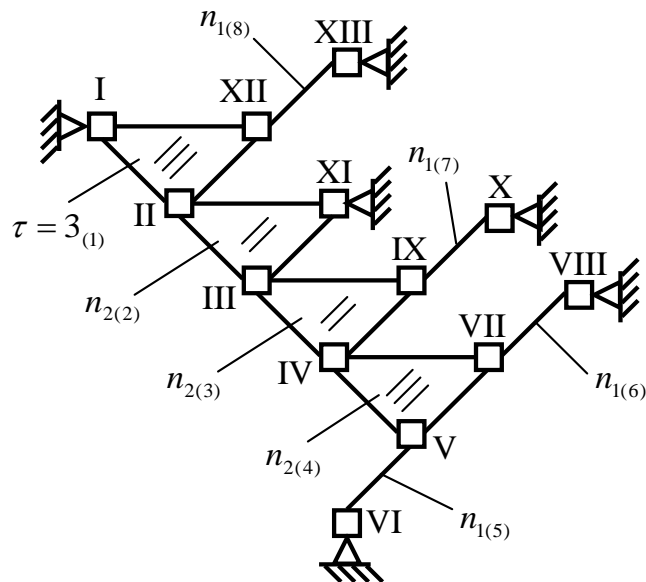 n₁₍₈₎
XIII
I
XII
n₁₍₇₎
XI
X
τ = 3₍₁₎
II
IX
VIII
n₂₍₂₎
III
VII
n₂₍₃₎
IV
n₁₍₆₎
n₂₍₄₎
V
VI
n₁₍₅₎